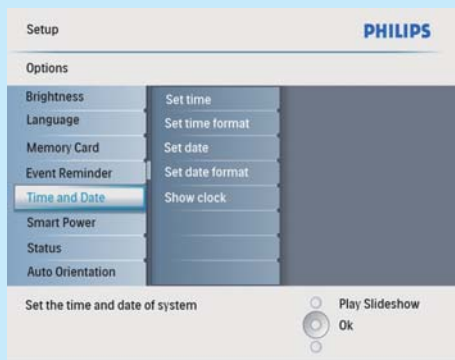 Setup
PHILIPS
Options
Brightness
Language
Memory Card
Event Reminder
Time and Date
Smart Power
Status
Auto Orientation
Set time
Set time format
Set date
Set date format
Show clock
Set the time and date of system
Play Slideshow
Ok